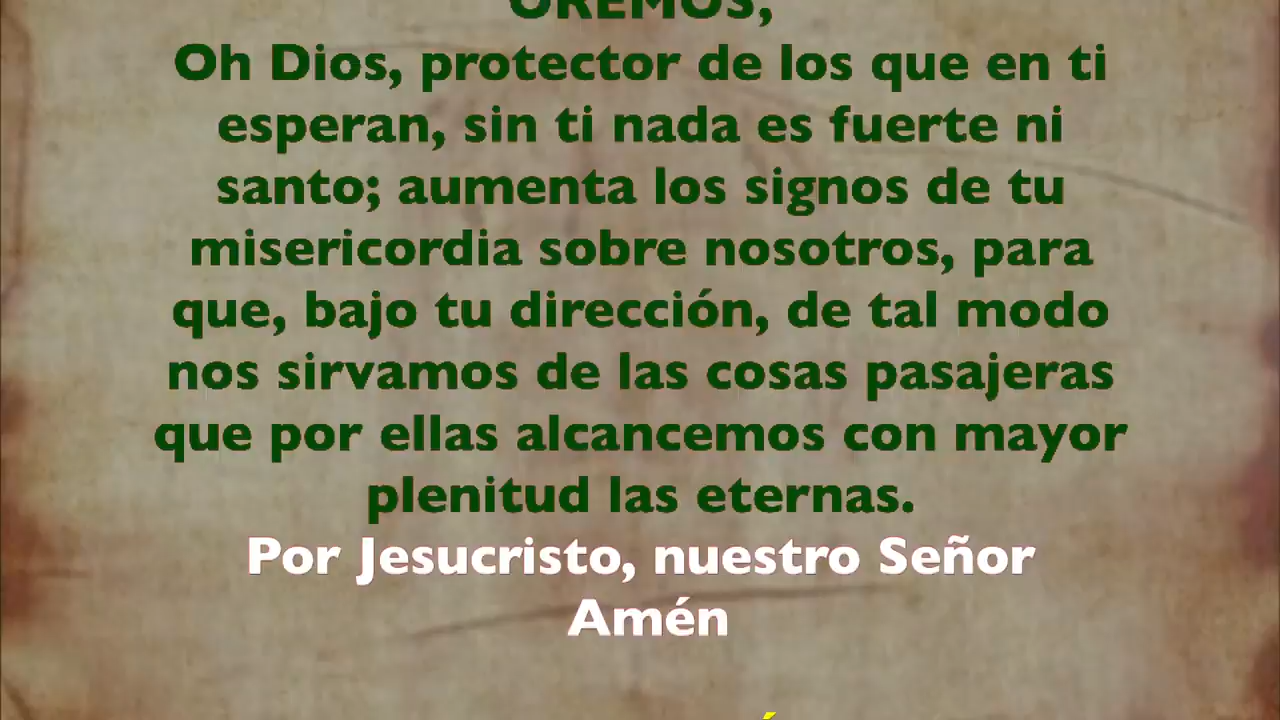 OREMOS,
Oh Dios, protector de los que en ti
esperan, sin ti nada es fuerte ni
santo; aumenta los signos de tu
misericordia sobre nosotros, para
que, bajo tu dirección, de tal modo
nos sirvamos de las cosas pasajeras
que por ellas alcancemos con mayor
plenitud las eternas.
Por Jesucristo, nuestro Señor
Amén